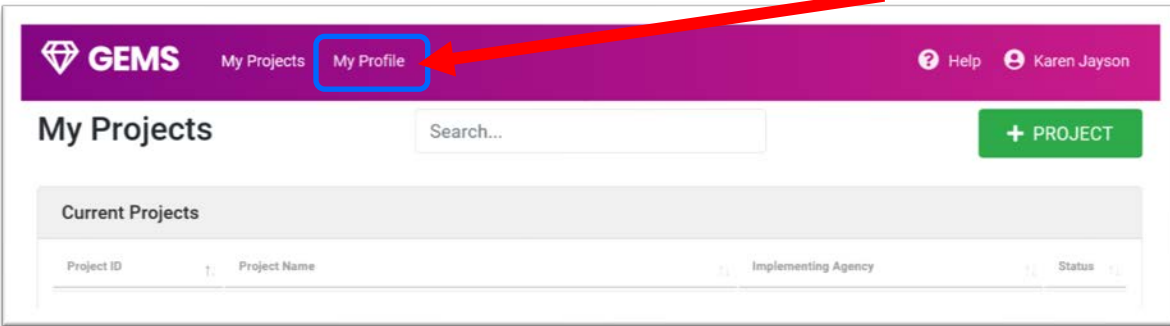 GEMS My Projects My Profile Help Karen Jayson
My Projects Search... + PROJECT
Current Projects
Project ID Project Name Implementing Agency Status